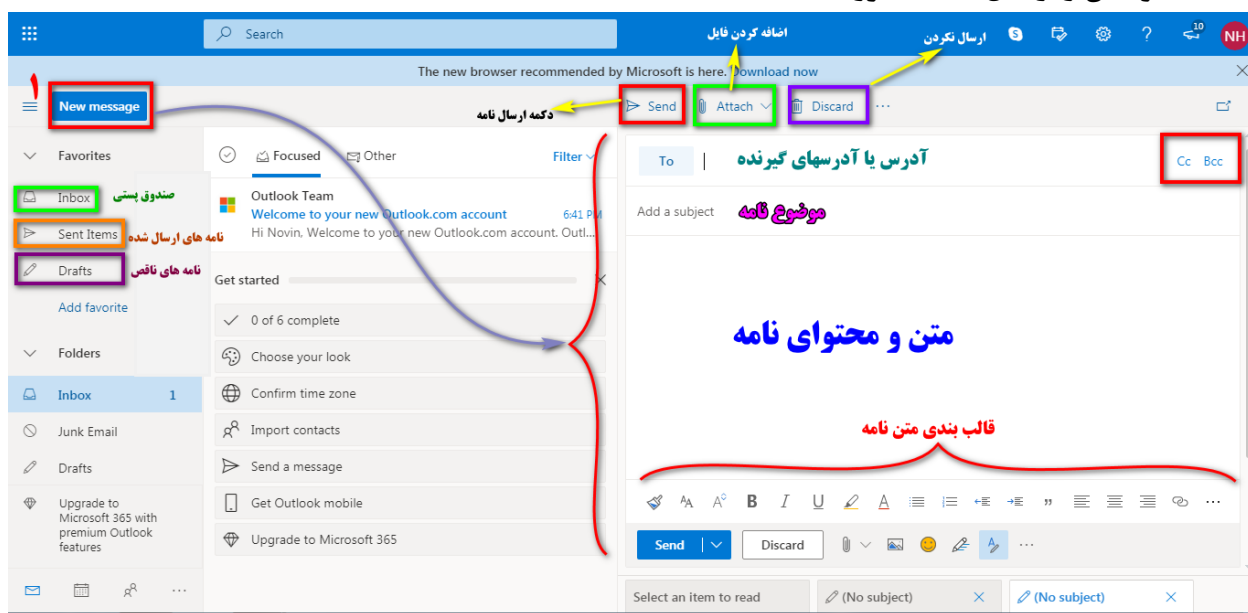 Search
اضافه کردن فایل
ارسال نکردن
10
NH
The new browser recommended by Microsoft is here. Download now
۱
New message
دکمه ارسال نامه
Send
Attach
Discard
Favorites
Focused
Other
Filter
To
آدرس یا آدرسهای گیرنده
Cc Bcc
Inbox
صندوق پستی
Outlook Team
Welcome to your new Outlook.com account
6:41 PM
Hi Novin, Welcome to your new Outlook.com account. Outl...
Add a subject
موضوع نامه
Sent Items
نامه های ارسال شده
Drafts
نامه های ناقص
Get started
Add favorite
0 of 6 complete
متن و محتوای نامه
Folders
Choose your look
Inbox 1
Confirm time zone
Junk Email
Import contacts
قالب بندی متن نامه
Drafts
Send a message
Upgrade to
Microsoft 365 with
premium Outlook
features
Get Outlook mobile
Upgrade to Microsoft 365
B I U A
Send
Discard
Select an item to read
(No subject)
(No subject)